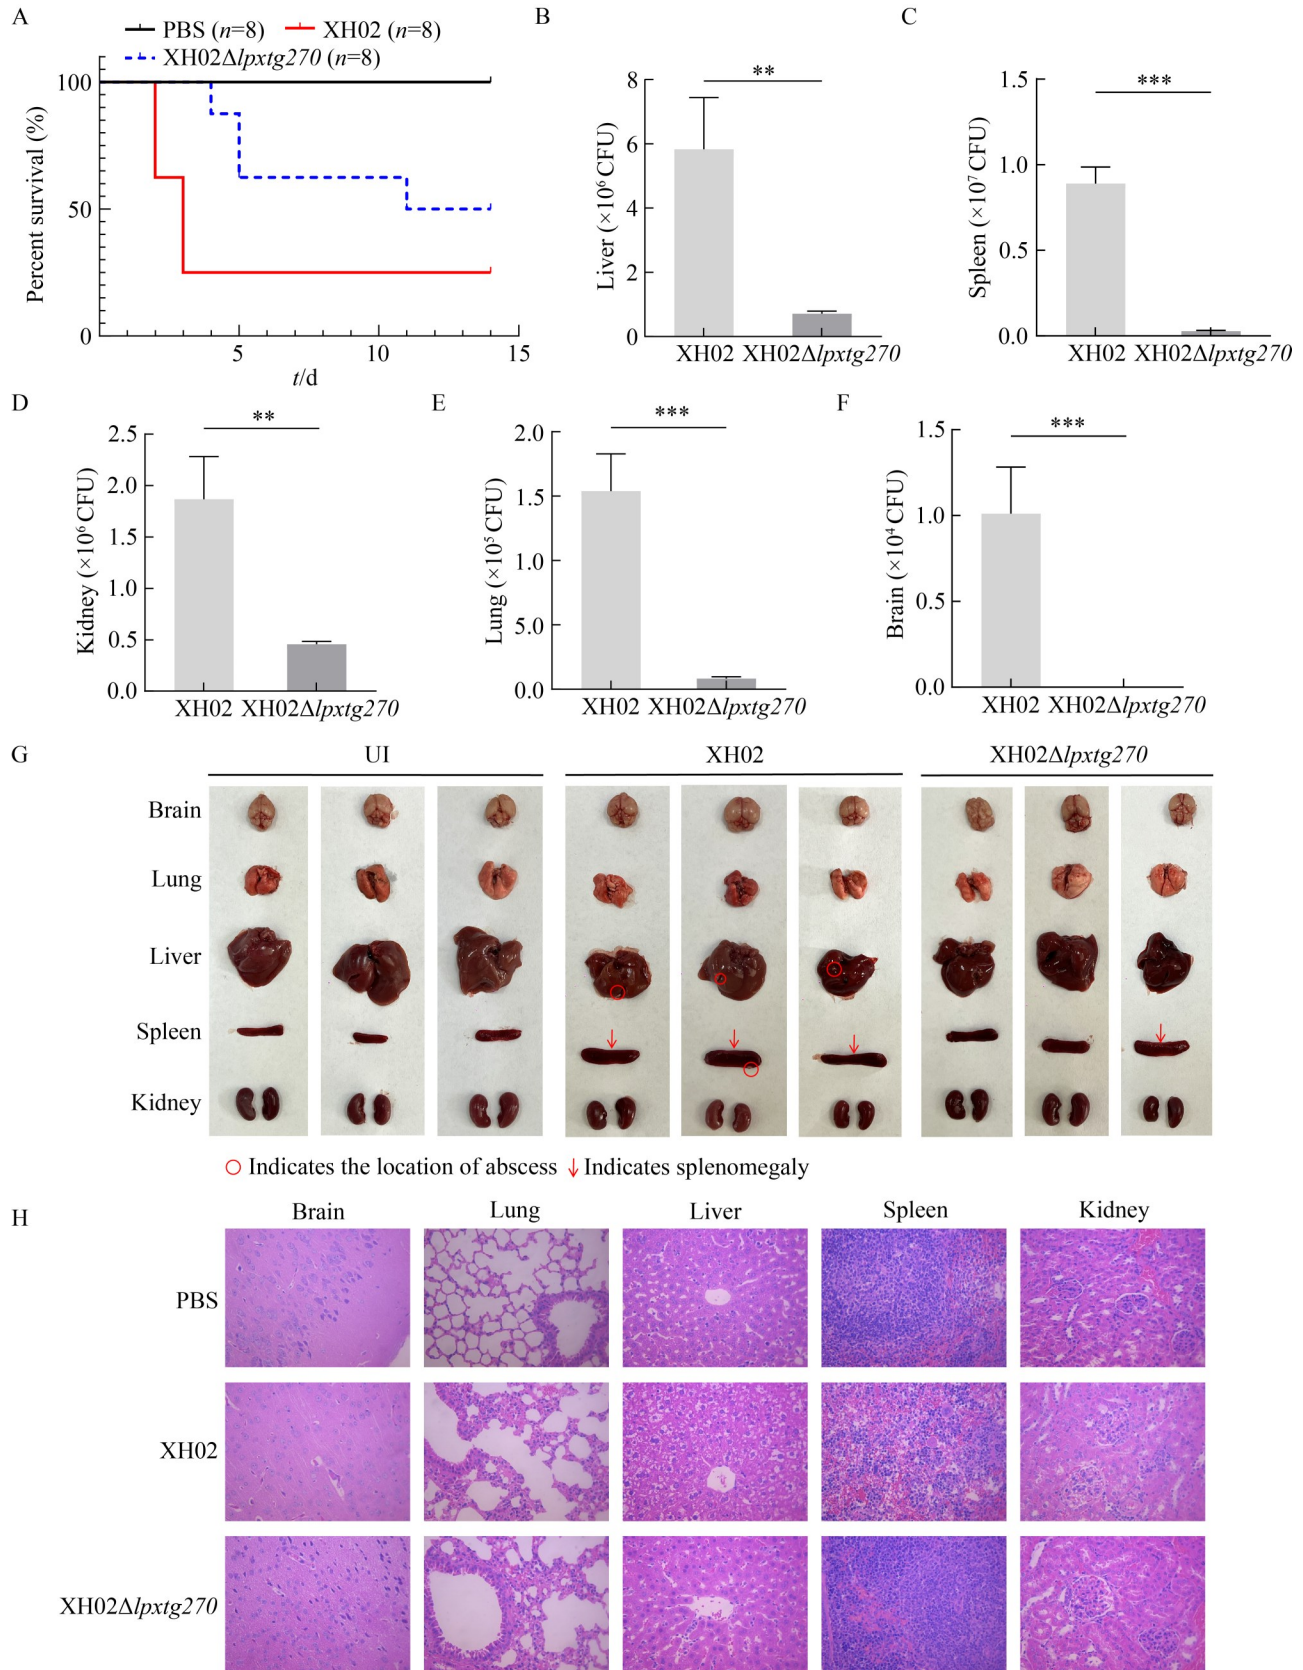 A
PBS (n=8) XH02 (n=8)
XH02Δlpxtg270 (n=8)
Percent survival (%)
100
50
0
5 10 15
t/d
B
**
Liver (×10⁶ CFU)
8
6
4
2
0
XH02 XH02Δlpxtg270
C
***
Spleen (×10⁷ CFU)
1.5
1.0
0.5
0.0
XH02 XH02Δlpxtg270
D
**
Kidney (×10⁶ CFU)
2.5
2.0
1.5
1.0
0.5
0.0
XH02 XH02Δlpxtg270
E
***
Lung (×10⁵ CFU)
2.0
1.5
1.0
5.0
0.0
XH02 XH02Δlpxtg270
F
***
Brain (×10⁴ CFU)
1.5
1.0
0.5
0.0
XH02 XH02Δlpxtg270
G
UI XH02 XH02Δlpxtg270
Brain
Lung
Liver
Spleen
Kidney
Indicates the location of abscess Indicates splenomegaly
H
Brain Lung Liver Spleen Kidney
PBS
XH02
XH02Δlpxtg270